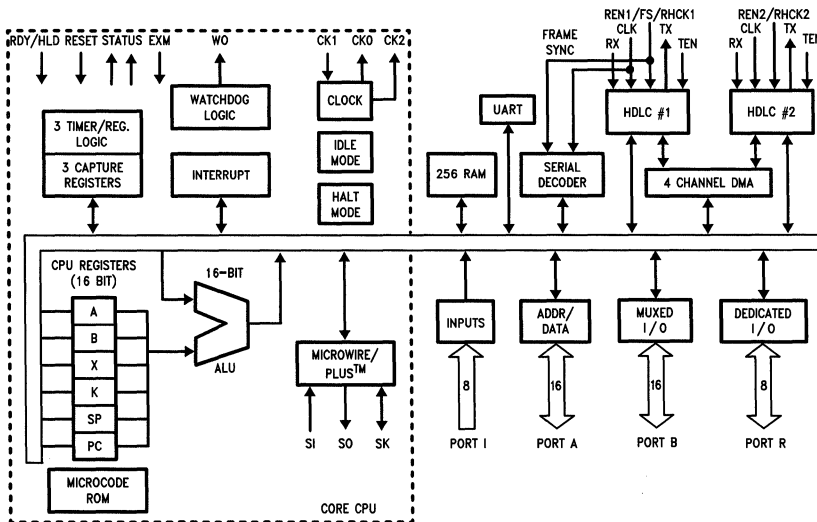 REN1/FS/RHCK1 REN2/RHCK2
RDY/HLD RESET STATUS EXM WO CK1 CK0 CK2 FRAME SYNC CLK TX CLK TX
RX TEN RX TEN
WATCHDOG LOGIC
CLOCK
UART
HDLC #1
HDLC #2
3 TIMER/REG. LOGIC
3 CAPTURE REGISTERS
INTERRUPT
IDLE MODE
HALT MODE
256 RAM
SERIAL DECODER
4 CHANNEL DMA
CPU REGISTERS
(16 BIT)
16-BIT
A
B
X
K
SP
PC
ALU
MICROWIRE/
PLUS™
SI SO SK
INPUTS
ADDR/
DATA
MUXED
I/O
DEDICATED
I/O
8 16 16 8
PORT I PORT A PORT B PORT R
MICROCODE
ROM
CORE CPU